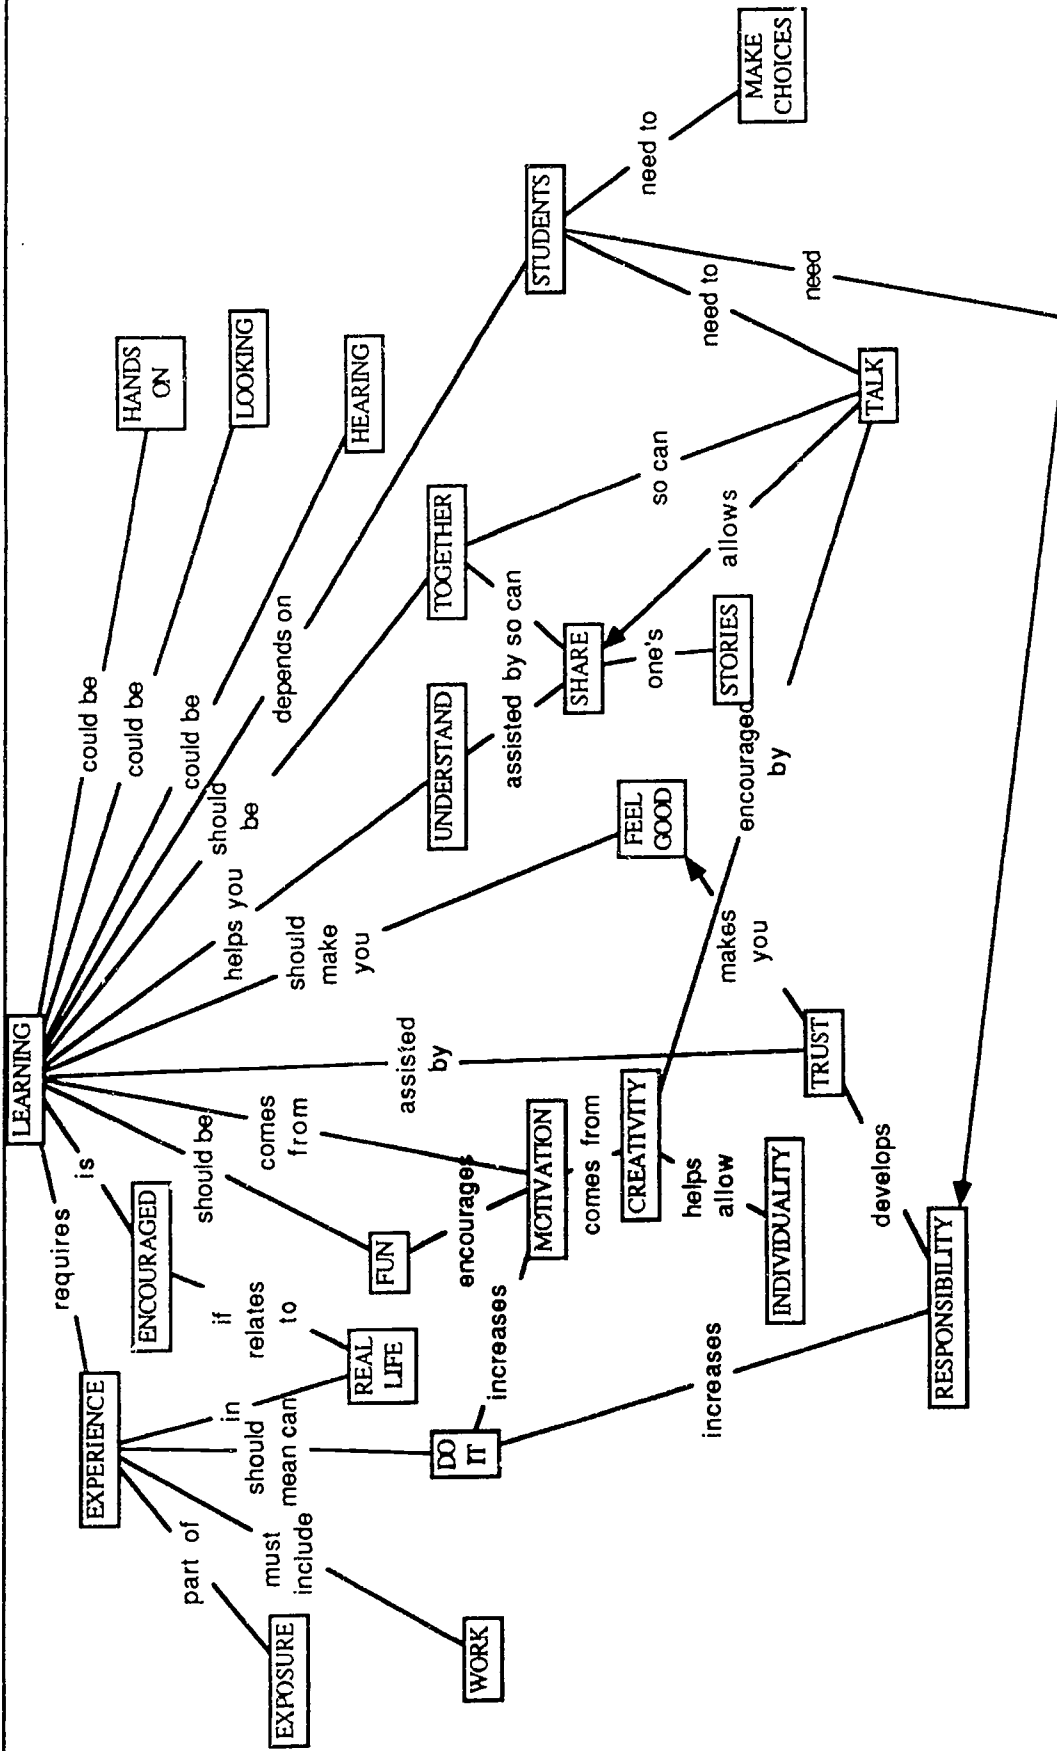 LEARNING
requires
is
should be
comes
from
assisted
by
should
make
you
helps you
should
be
depends on
could be
could be
could be
EXPERIENCE
ENCOURAGED
HANDS
ON
LOOKING
HEARING
part of
must
include
should
mean can
in
if
relates
to
EXPOSURE
WORK
DO
IT
REAL
LIFE
FUN
encourages
increases
MOTIVATION
comes from
CREATIVITY
helps
allow
INDIVIDUALITY
encouraged
by
UNDERSTAND
assisted by
so can
TOGETHER
SHARE
one's
STORIES
allows
so can
STUDENTS
need to
need
need to
MAKE
CHOICES
TALK
FEEL
GOOD
makes
you
TRUST
develops
increases
RESPONSIBILITY